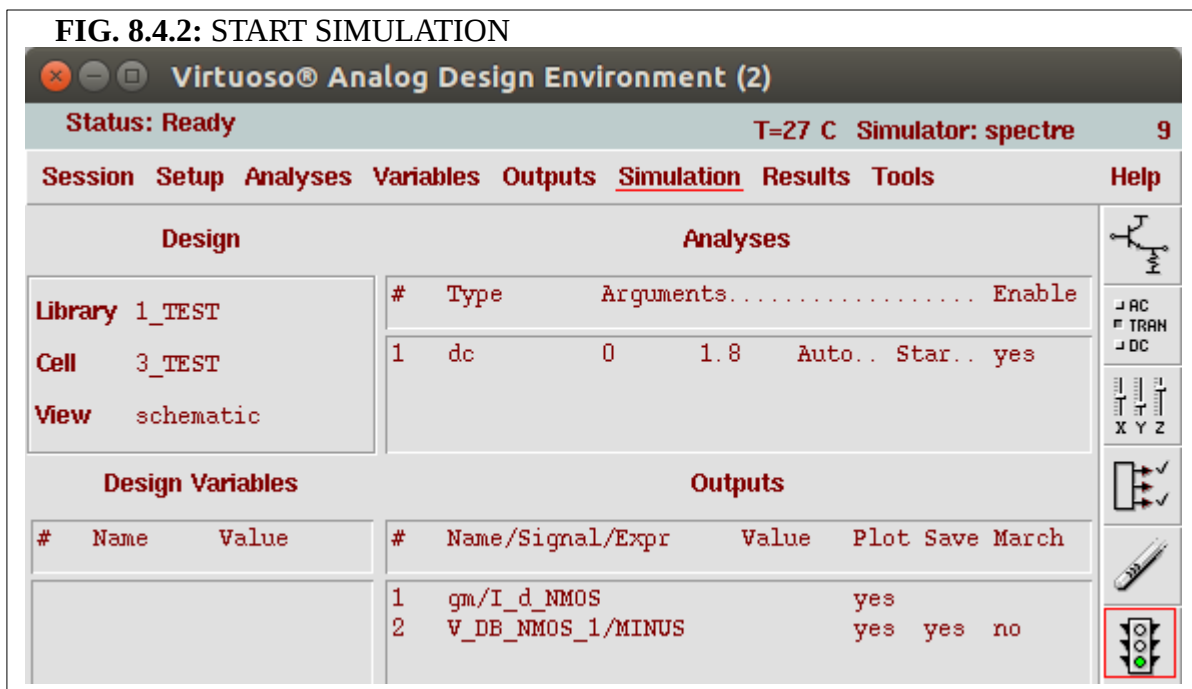 FIG. 8.4.2: START SIMULATION
Virtuoso® Analog Design Environment (2)
Status: Ready T=27 C Simulator: spectre 9
Session Setup Analyses Variables Outputs Simulation Results Tools Help
Design
Library 1_TEST
Cell 3_TEST
View schematic
Analyses
# Type Arguments................... Enable
1 dc 0 1.8 Auto.. Star.. yes
Design Variables
# Name Value
Outputs
# Name/Signal/Expr Value Plot Save March
1 gm/I_d_NMOS yes
2 V_DB_NMOS_1/MINUS yes yes no
AC
TRAN
DC
X Y Z